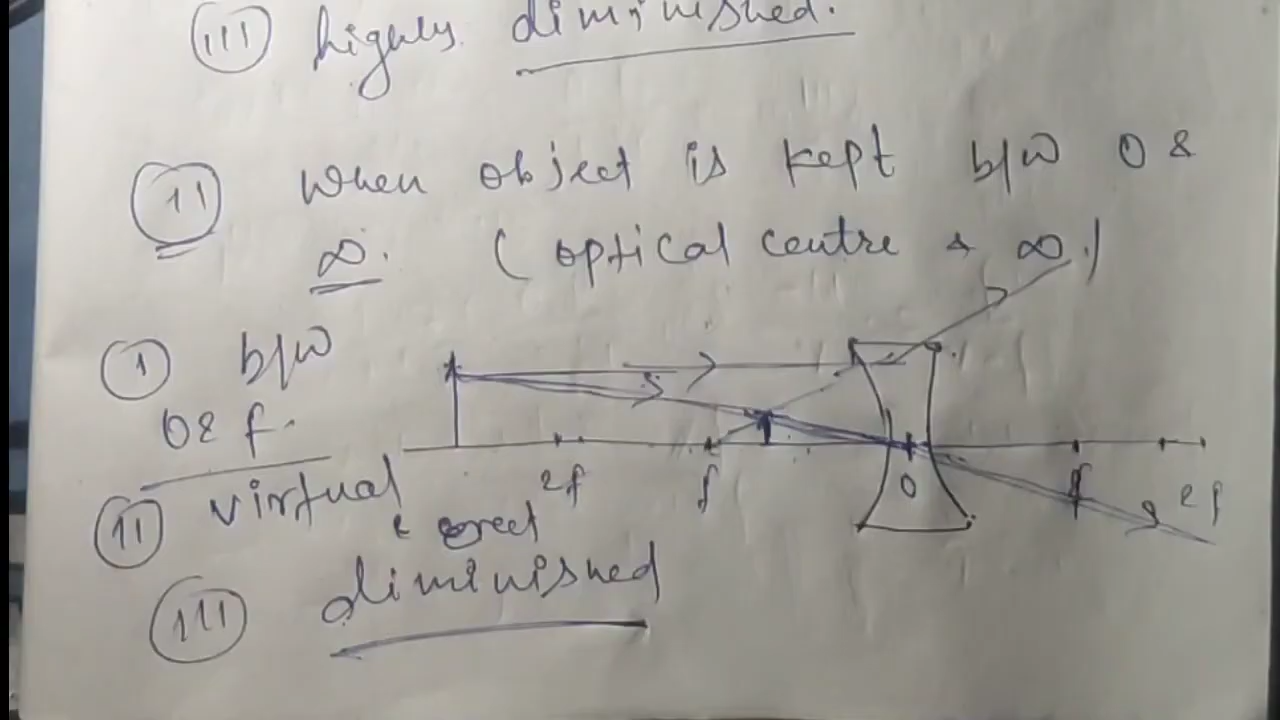 (III) highly diminished.
(II) when object is kept b/w O &
∞. (optical centre & ∞)
(I) b/w
O & f.
2f f O f 2f
(II) virtual
& erect
(III) diminished